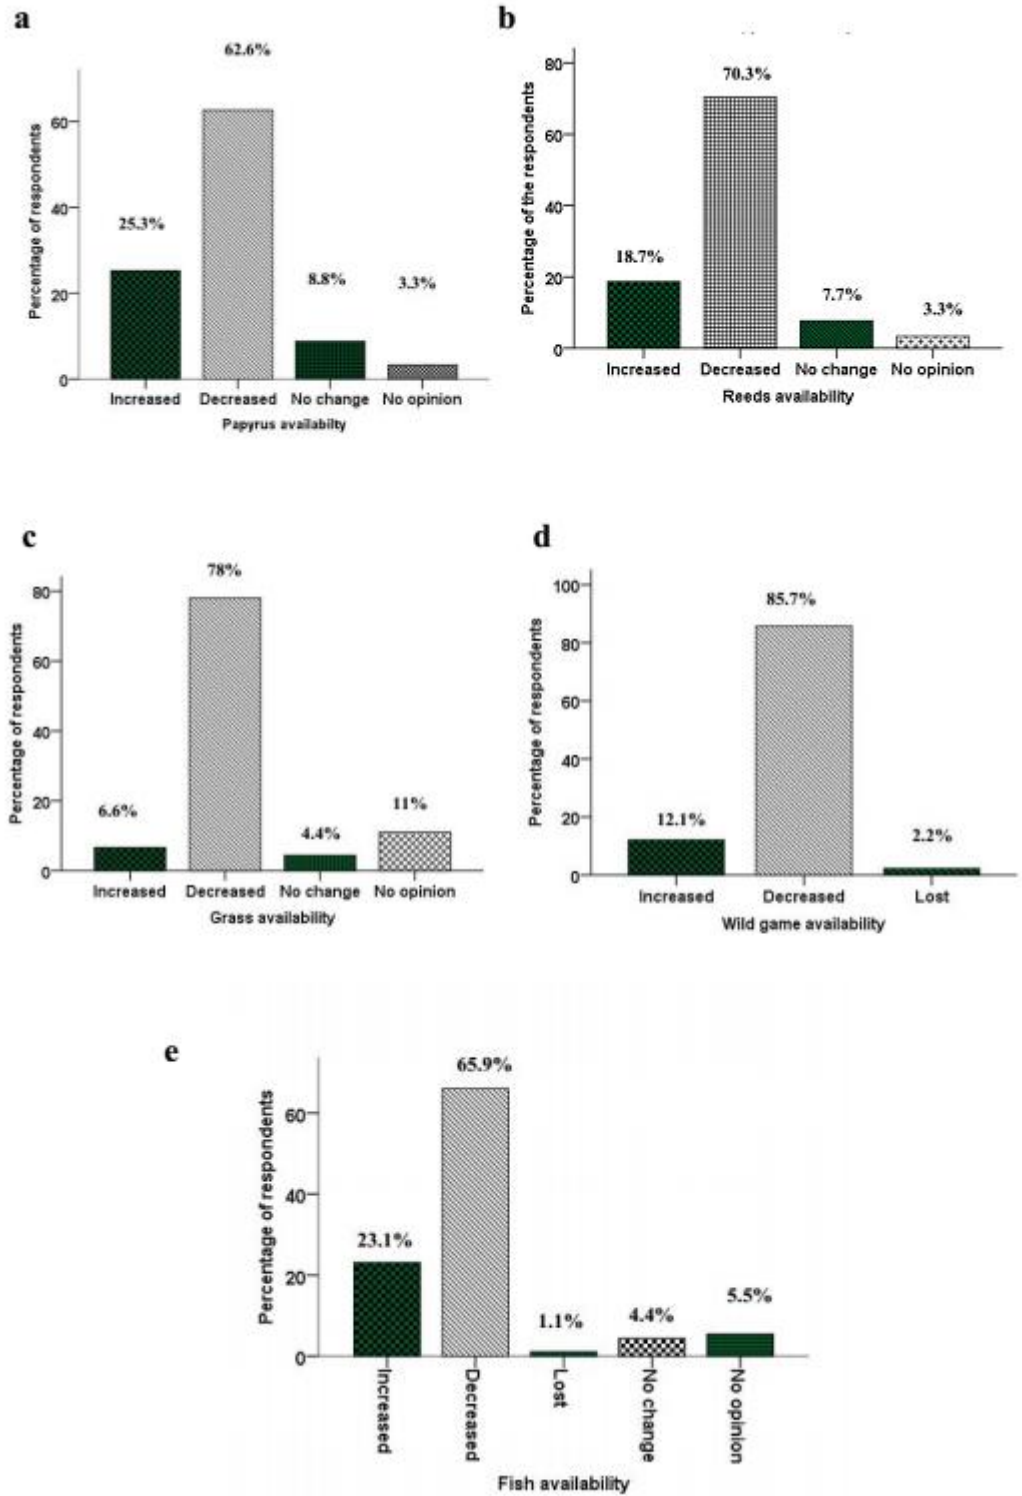 a
62.6%
25.3%
8.8%
3.3%
Percentage of respondents
60
40
20
0
Increased Decreased No change No opinion
Papyrus availabilty
b
70.3%
18.7%
7.7%
3.3%
Percentage of the respondents
80
60
40
20
0
Increased Decreased No change No opinion
Reeds availability
c
78%
6.6%
4.4%
11%
Percentage of respondents
80
60
40
20
0
Increased Decreased No change No opinion
Grass availability
d
85.7%
12.1%
2.2%
Percentage of respondents
100
80
60
40
20
0
Increased Decreased Lost
Wild game availability
e
65.9%
23.1%
1.1%
4.4%
5.5%
Percentage of respondents
60
40
20
0
Increased
Decreased
Lost
No change
No opinion
Fish availability